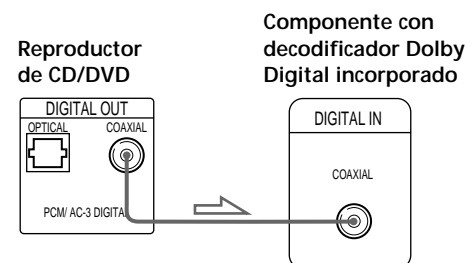 Reproductor
de CD/DVD
Componente con
decodificador Dolby
Digital incorporado
DIGITAL OUT
OPTICAL COAXIAL
PCM/ AC-3 DIGITAL
DIGITAL IN
COAXIAL